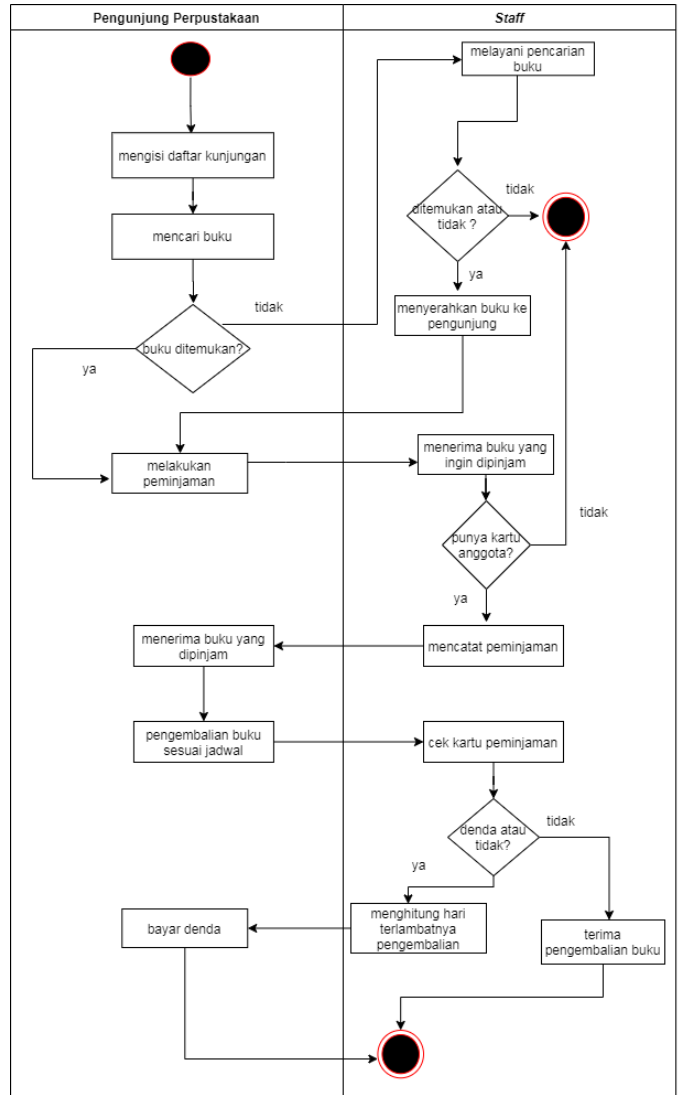 Pengunjung Perpustakaan
Staff
melayani pencarian
buku
mengisi daftar kunjungan
tidak
ditemukan atau
tidak ?
mencari buku
ya
tidak
menyerahkan buku ke
pengunjung
buku ditemukan?
ya
melakukan
peminjaman
menerima buku yang
ingin dipinjam
tidak
punya kartu
anggota?
ya
menerima buku yang
dipinjam
mencatat peminjaman
pengembalian buku
sesuai jadwal
cek kartu peminjaman
denda atau
tidak?
tidak
ya
menghitung hari
terlambatnya
pengembalian
bayar denda
terima
pengembalian buku